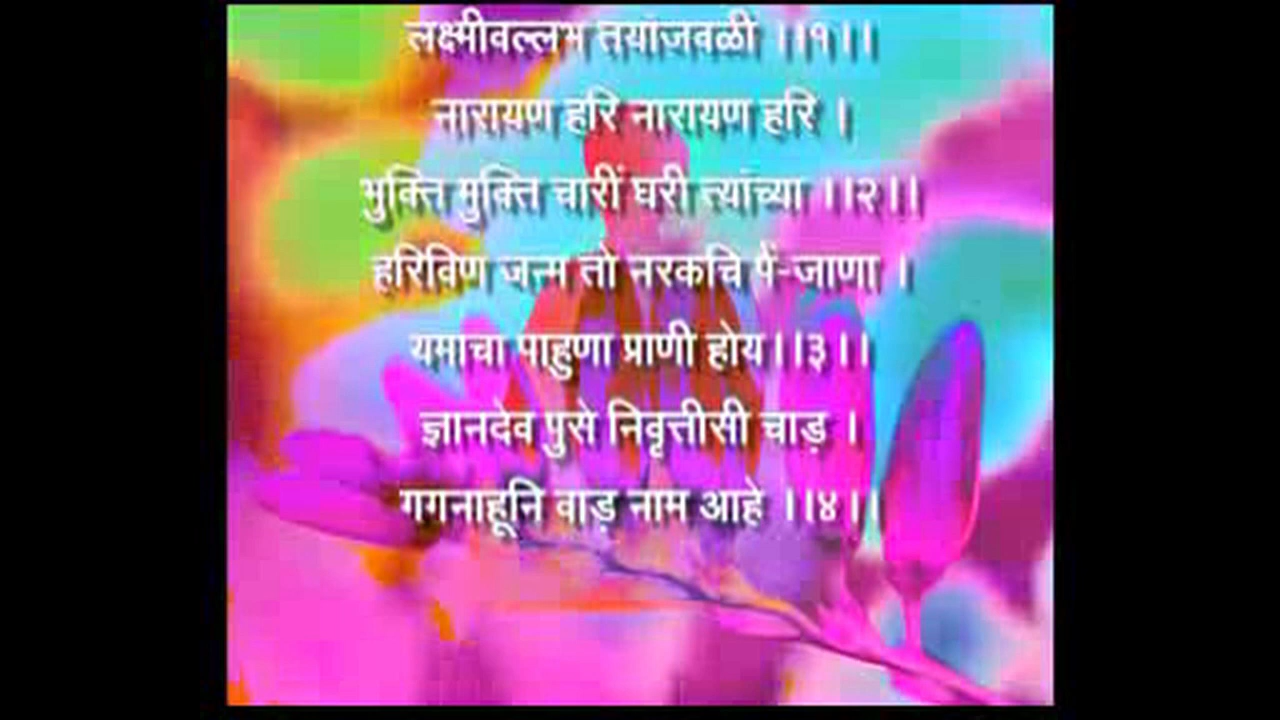 लक्ष्मीवल्लभ तयांजवळी ।।१।।
नारायण हरि नारायण हरि ।
भुक्ति मुक्ति चारीं घरी त्यांच्या ।।२।।
हरिविण जन्म तो नरकचि पैं-जाणा ।
यमाचा पाहुणा प्राणी होय।।३।।
ज्ञानदेव पुसे निवृत्तीसी चाड़ ।
गगनाहूनि वाड़ नाम आहे ।।४।।